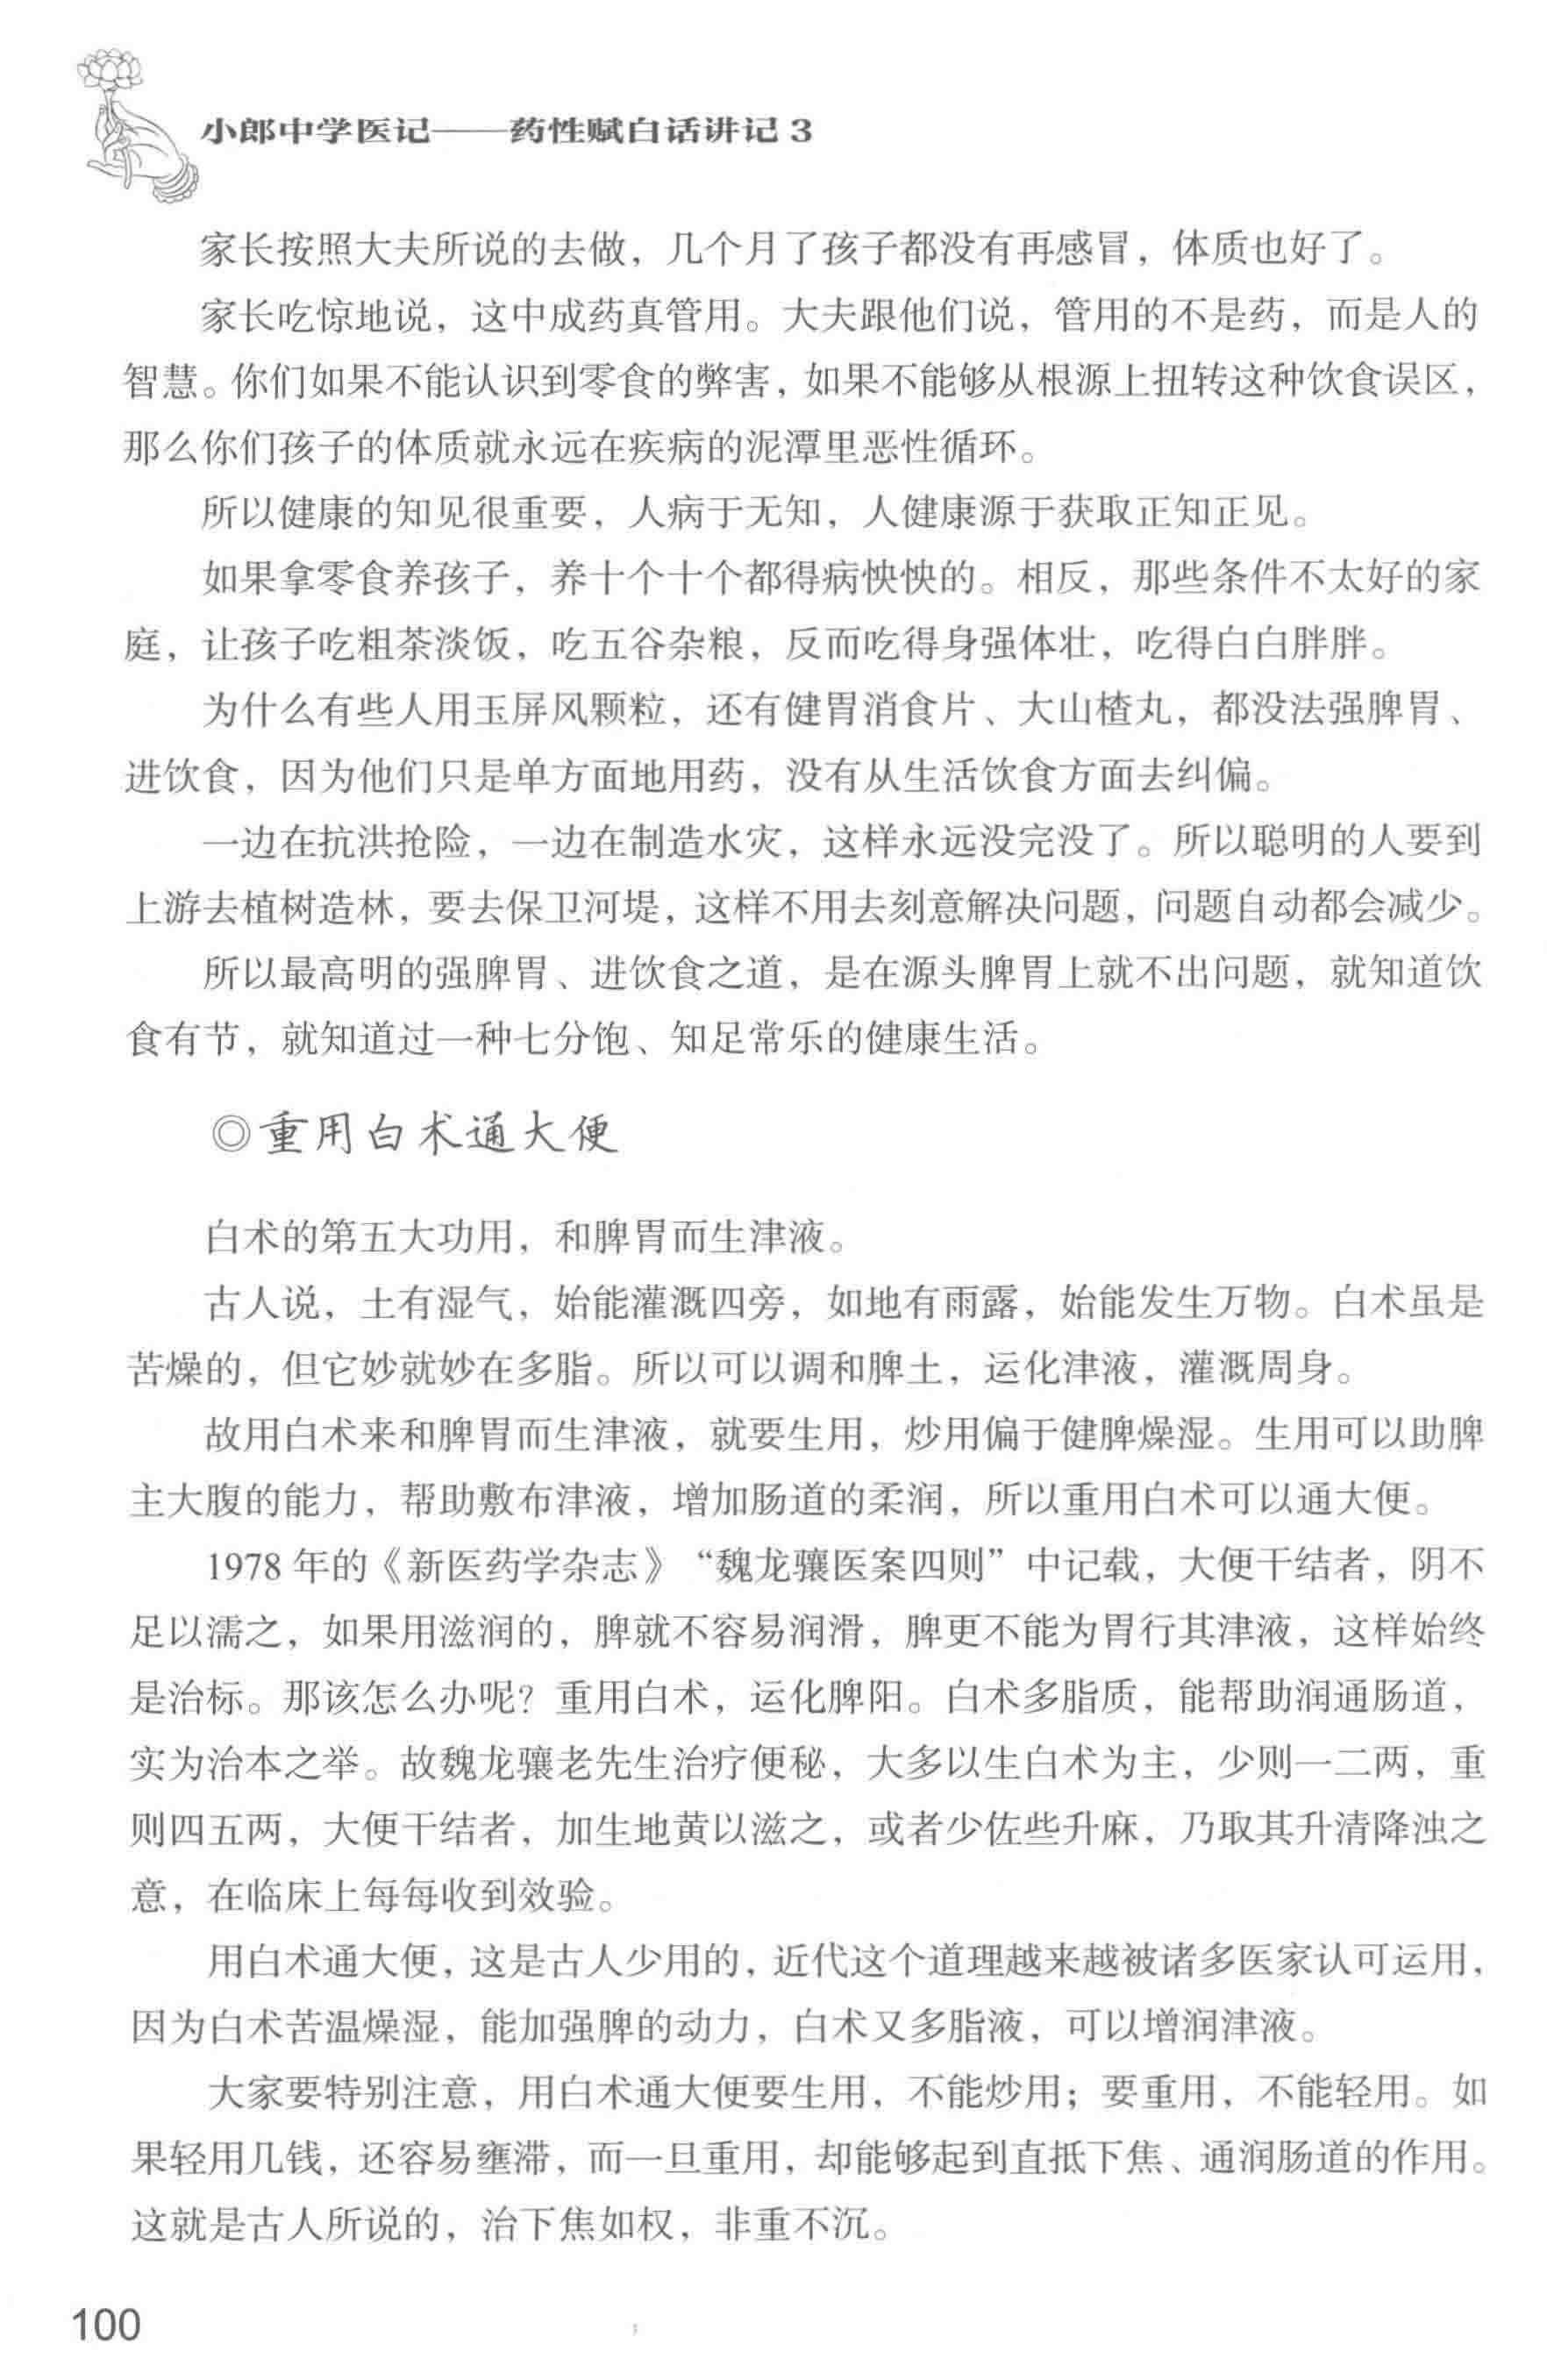 小郎中学医记——药性赋白话讲记 3
家长按照大夫所说的去做，几个月了孩子都没有再感冒，体质也好了。
家长吃惊地说，这中成药真管用。大夫跟他们说，管用的不是药，而是人的
智慧。你们如果不能认识到零食的弊害，如果不能够从根源上扭转这种饮食误区，
那么你们孩子的体质就永远在疾病的泥潭里恶性循环。
所以健康的知见很重要，人病于无知，人健康源于获取正知正见。
如果拿零食养孩子，养十个十个都得病怏怏的。相反，那些条件不太好的家
庭，让孩子吃粗茶淡饭，吃五谷杂粮，反而吃得身强体壮，吃得白白胖胖。
为什么有些人用玉屏风颗粒，还有健胃消食片、大山楂丸，都没法强脾胃、
进饮食，因为他们只是单方面地用药，没有从生活饮食方面去纠偏。
一边在抗洪抢险，一边在制造水灾，这样永远没完没了。所以聪明的人要到
上游去植树造林，要去保卫河堤，这样不用去刻意解决问题，问题自动都会减少。
所以最高明的强脾胃、进饮食之道，是在源头脾胃上就不出问题，就知道饮
食有节，就知道过一种七分饱、知足常乐的健康生活。
◎重用白术通大便
白术的第五大功用，和脾胃而生津液。
古人说，土有湿气，始能灌溉四旁，如地有雨露，始能发生万物。白术虽是
苦燥的，但它妙就妙在多脂。所以可以调和脾土，运化津液，灌溉周身。
故用白术来和脾胃而生津液，就要生用，炒用偏于健脾燥湿。生用可以助脾
主大腹的能力，帮助敷布津液，增加肠道的柔润，所以重用白术可以通大便。
1978 年的《新医药学杂志》“魏龙骧医案四则”中记载，大便干结者，阴不
足以濡之，如果用滋润的，脾就不容易润滑，脾更不能为胃行其津液，这样始终
是治标。那该怎么办呢？重用白术，运化脾阳。白术多脂质，能帮助润通肠道，
实为治本之举。故魏龙骧老先生治疗便秘，大多以生白术为主，少则一二两，重
则四五两，大便干结者，加生地黄以滋之，或者少佐些升麻，乃取其升清降浊之
意，在临床上每每收到效验。
用白术通大便，这是古人少用的，近代这个道理越来越被诸多医家认可运用，
因为白术苦温燥湿，能加强脾的动力，白术又多脂液，可以增润津液。
大家要特别注意，用白术通大便要生用，不能炒用；要重用，不能轻用。如
果轻用几钱，还容易壅滞，而一旦重用，却能够起到直抵下焦、通润肠道的作用。
这就是古人所说的，治下焦如权，非重不沉。
100